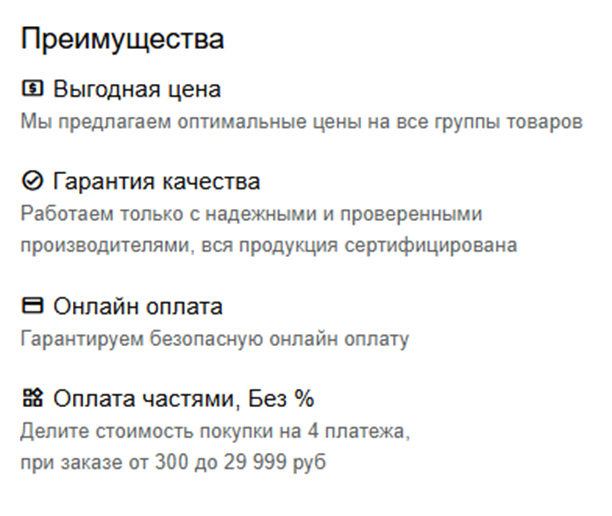 Преимущества
Выгодная цена
Мы предлагаем оптимальные цены на все группы товаров
Гарантия качества
Работаем только с надежными и проверенными
производителями, вся продукция сертифицирована
Онлайн оплата
Гарантируем безопасную онлайн оплату
Оплата частями, Без %
Делите стоимость покупки на 4 платежа,
при заказе от 300 до 29 999 руб